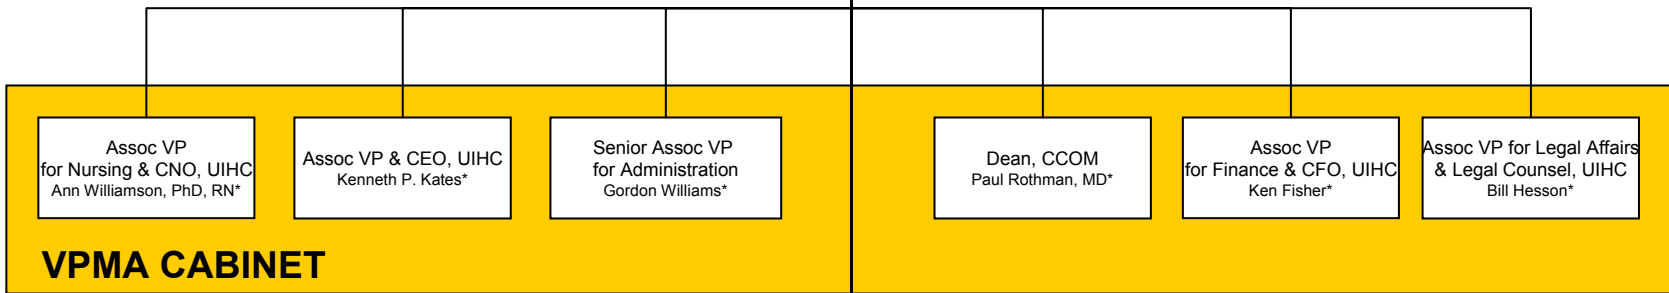 Assoc VP
for Nursing & CNO, UIHC
Ann Williamson, PhD, RN*
Assoc VP & CEO, UIHC
Kenneth P. Kates*
Senior Assoc VP
for Administration
Gordon Williams*
Dean, CCOM
Paul Rothman, MD*
Assoc VP
for Finance & CFO, UIHC
Ken Fisher*
Assoc VP for Legal Affairs
& Legal Counsel, UIHC
Bill Hesson*
VPMA CABINET